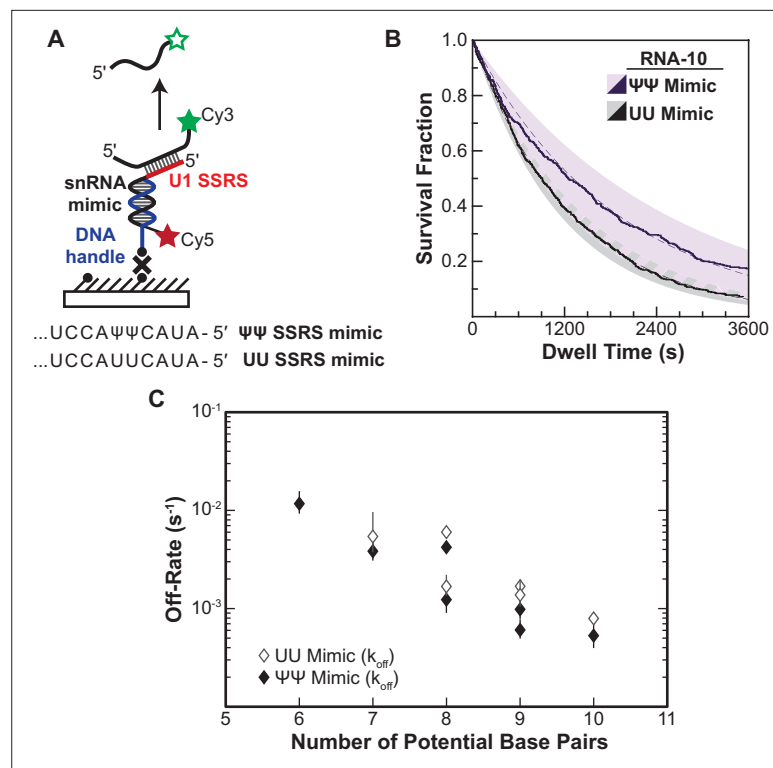 A
5'
Cy3
5'
5'
U1 SSRS
snRNA
mimic
DNA
handle
Cy5
...UCCAΨΨCAUA- 5' ΨΨ SSRS mimic
...UCCAUUCAUA- 5' UU SSRS mimic
B
RNA-10
ΨΨ Mimic
UU Mimic
Survival Fraction
1.0
0.8
0.6
0.4
0.2
0 1200 2400 3600
Dwell Time (s)
C
Off-Rate (s⁻¹)
10⁻¹
10⁻²
10⁻³
UU Mimic (k_off)
ΨΨ Mimic (k_off)
5 6 7 8 9 10 11
Number of Potential Base Pairs